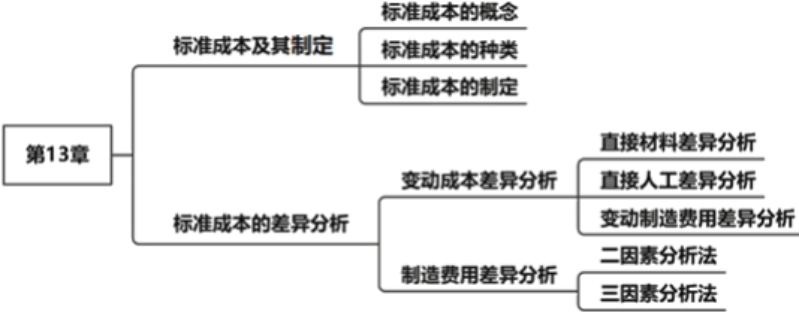 第13章
标准成本及其制定
标准成本的概念
标准成本的种类
标准成本的制定
标准成本的差异分析
变动成本差异分析
直接材料差异分析
直接人工差异分析
变动制造费用差异分析
制造费用差异分析
二因素分析法
三因素分析法